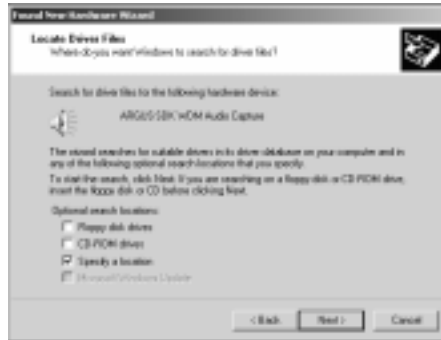 Found New Hardware Wizard
Locate Driver Files
Where do you want Windows to search for driver files?
Search for driver files for the following hardware device:
WDM Audio Capture
The wizard searches for suitable drivers in its driver database on your computer and in
any of the following optional search locations that you specify.
To start the search, click Next. If you are searching on a floppy disk or CD-ROM drive,
insert the floppy disk or CD before clicking Next.
Optional search locations:
Floppy disk drives
CD-ROM drives
Specify a location
Microsoft Windows Update
< Back
Next >
Cancel